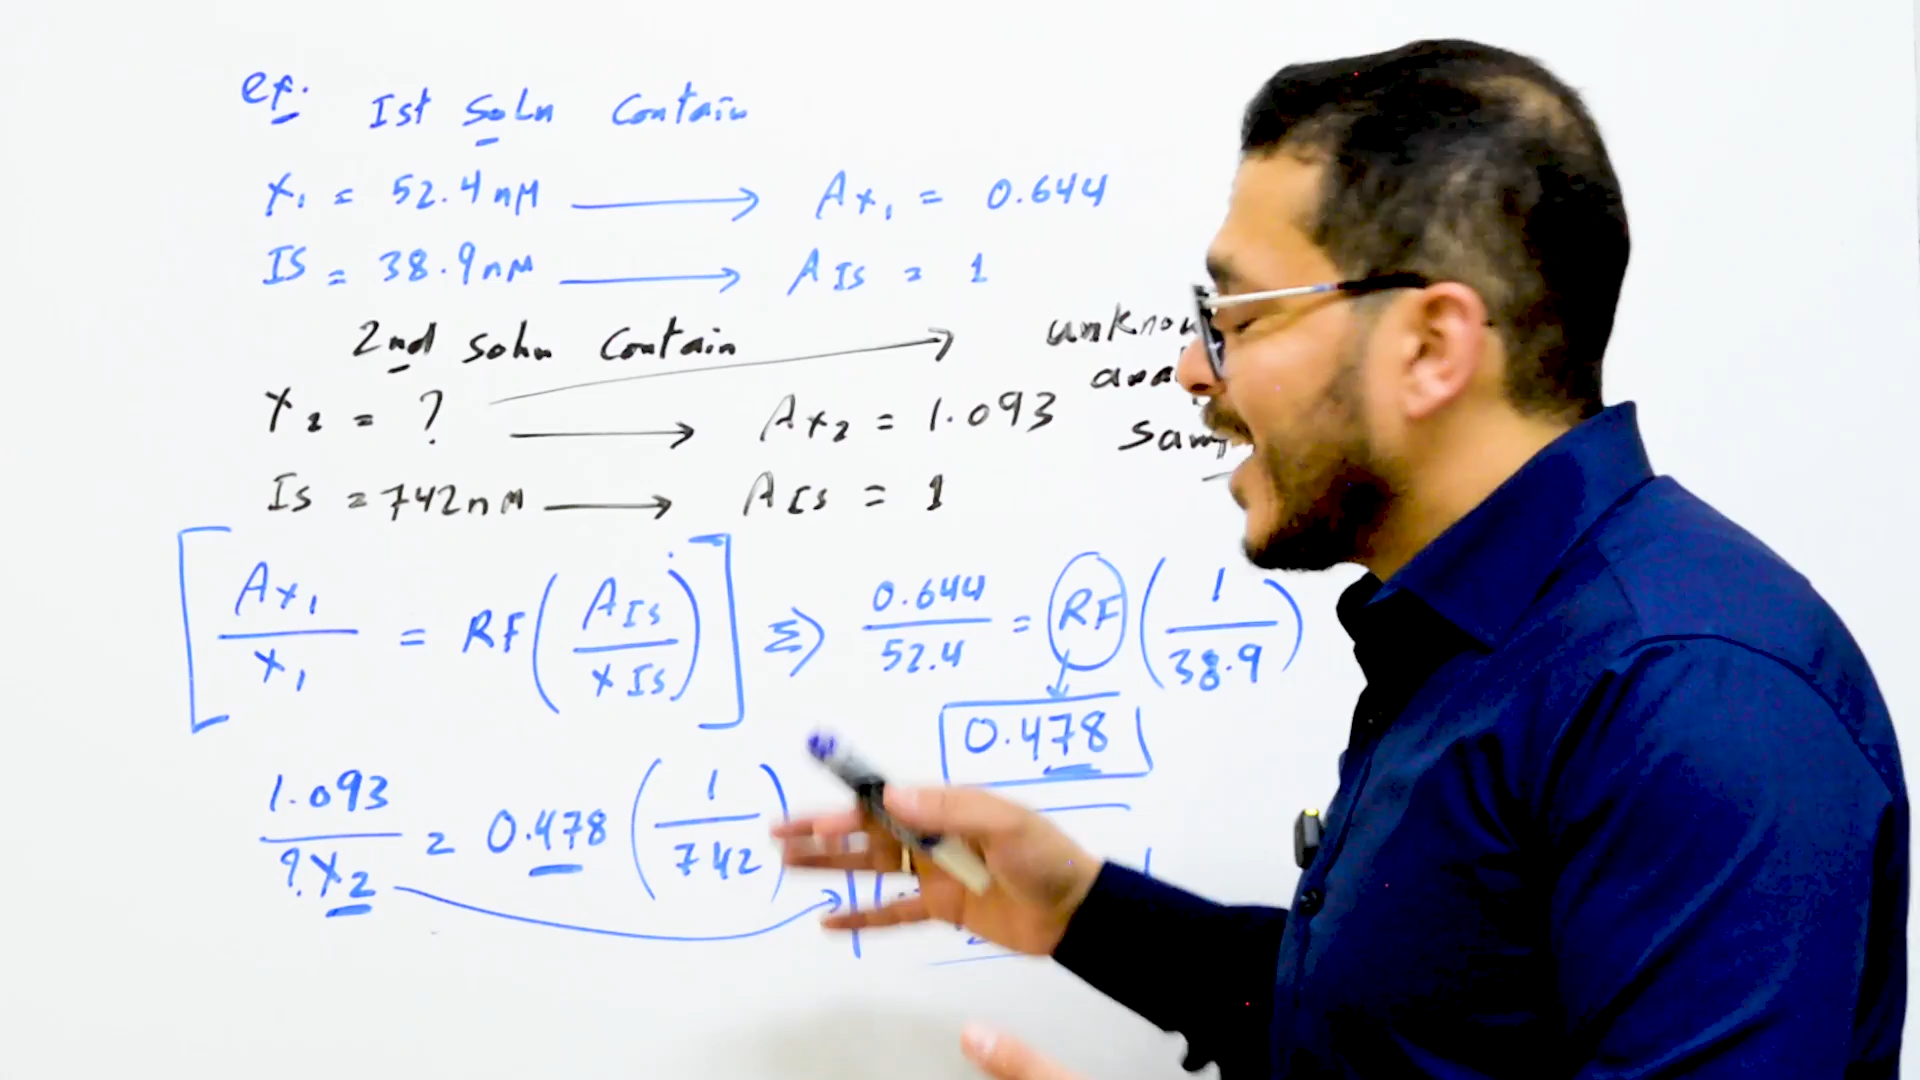 ex. 1st soln contain
X₁ = 52.4 nM → Ax₁ = 0.644
IS = 38.9 nM → AIS = 1
2nd soln contain → unknow
X₂ = ? → Ax₂ = 1.093
Is = 742 nM → AIS = 1
[Ax₁/X₁ = RF(AIs/XIs)] ⇒ 0.644/52.4 = RF(1/38.9)
0.478
1.093/?X₂ = 0.478(1/742)